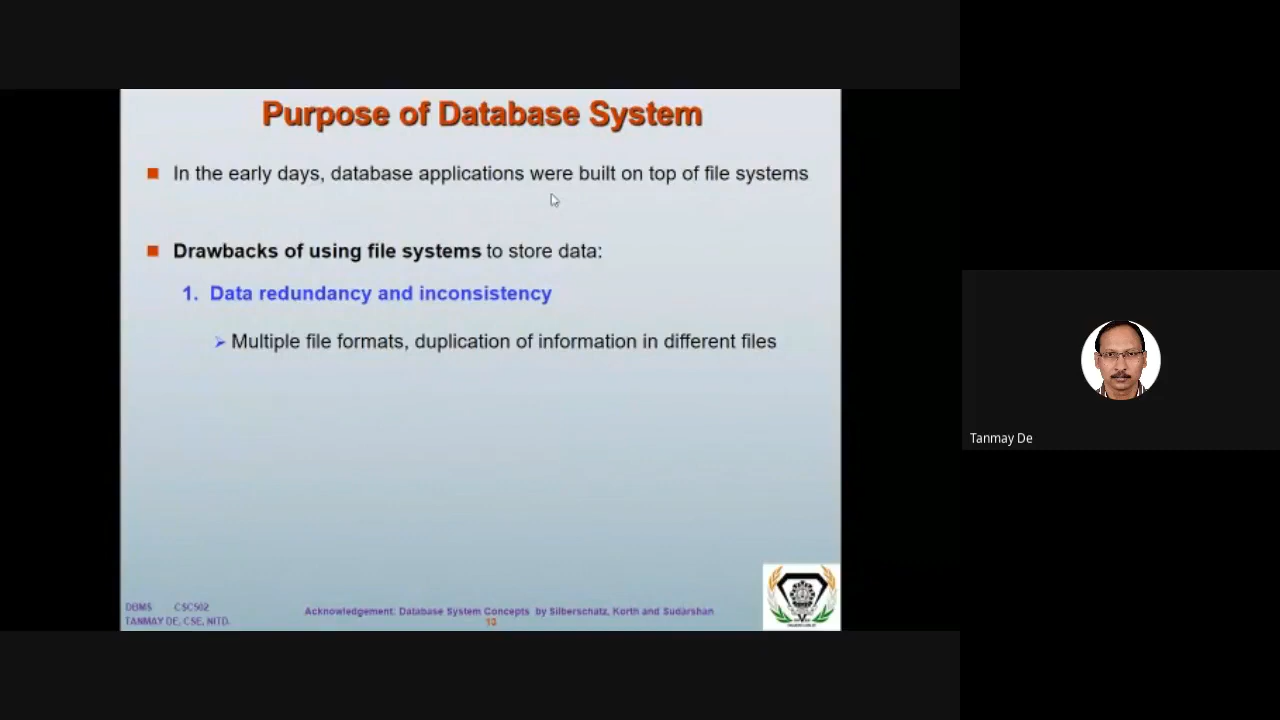 Purpose of Database System
In the early days, database applications were built on top of file systems
Drawbacks of using file systems to store data:
1. Data redundancy and inconsistency
Multiple file formats, duplication of information in different files
DBMS CSC502
TANMAY DE, CSE, NITD.
Acknowledgement: Database System Concepts by Silberschatz, Korth and Sudarshan
13
Tanmay De